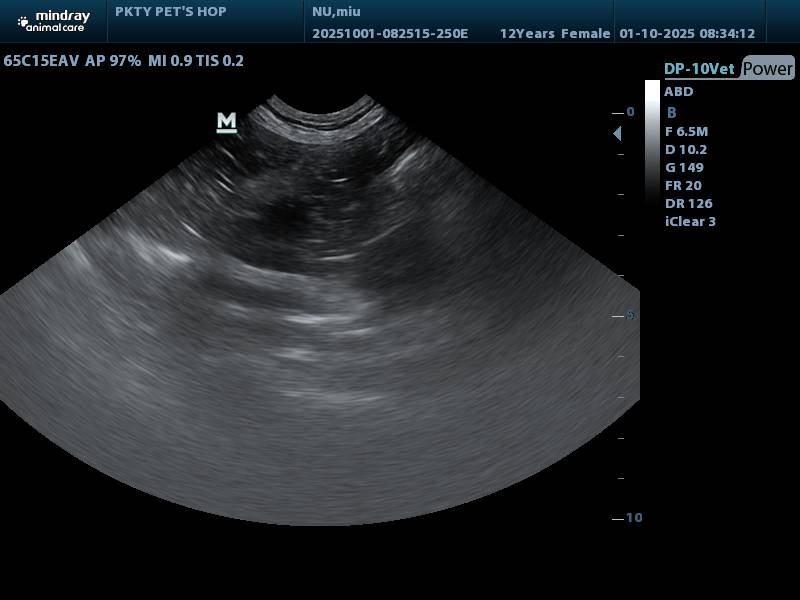 mindray
animalcare
PKTY PET'S HOP
NU,miu
20251001-082515-250E
12Years Female
01-10-2025 08:34:12
65C15EAV AP 97% MI 0.9 TIS 0.2
DP-10Vet
Power
M
ABD
B
F 6.5M
D 10.2
G 149
FR 20
DR 126
iClear 3
0
5
10